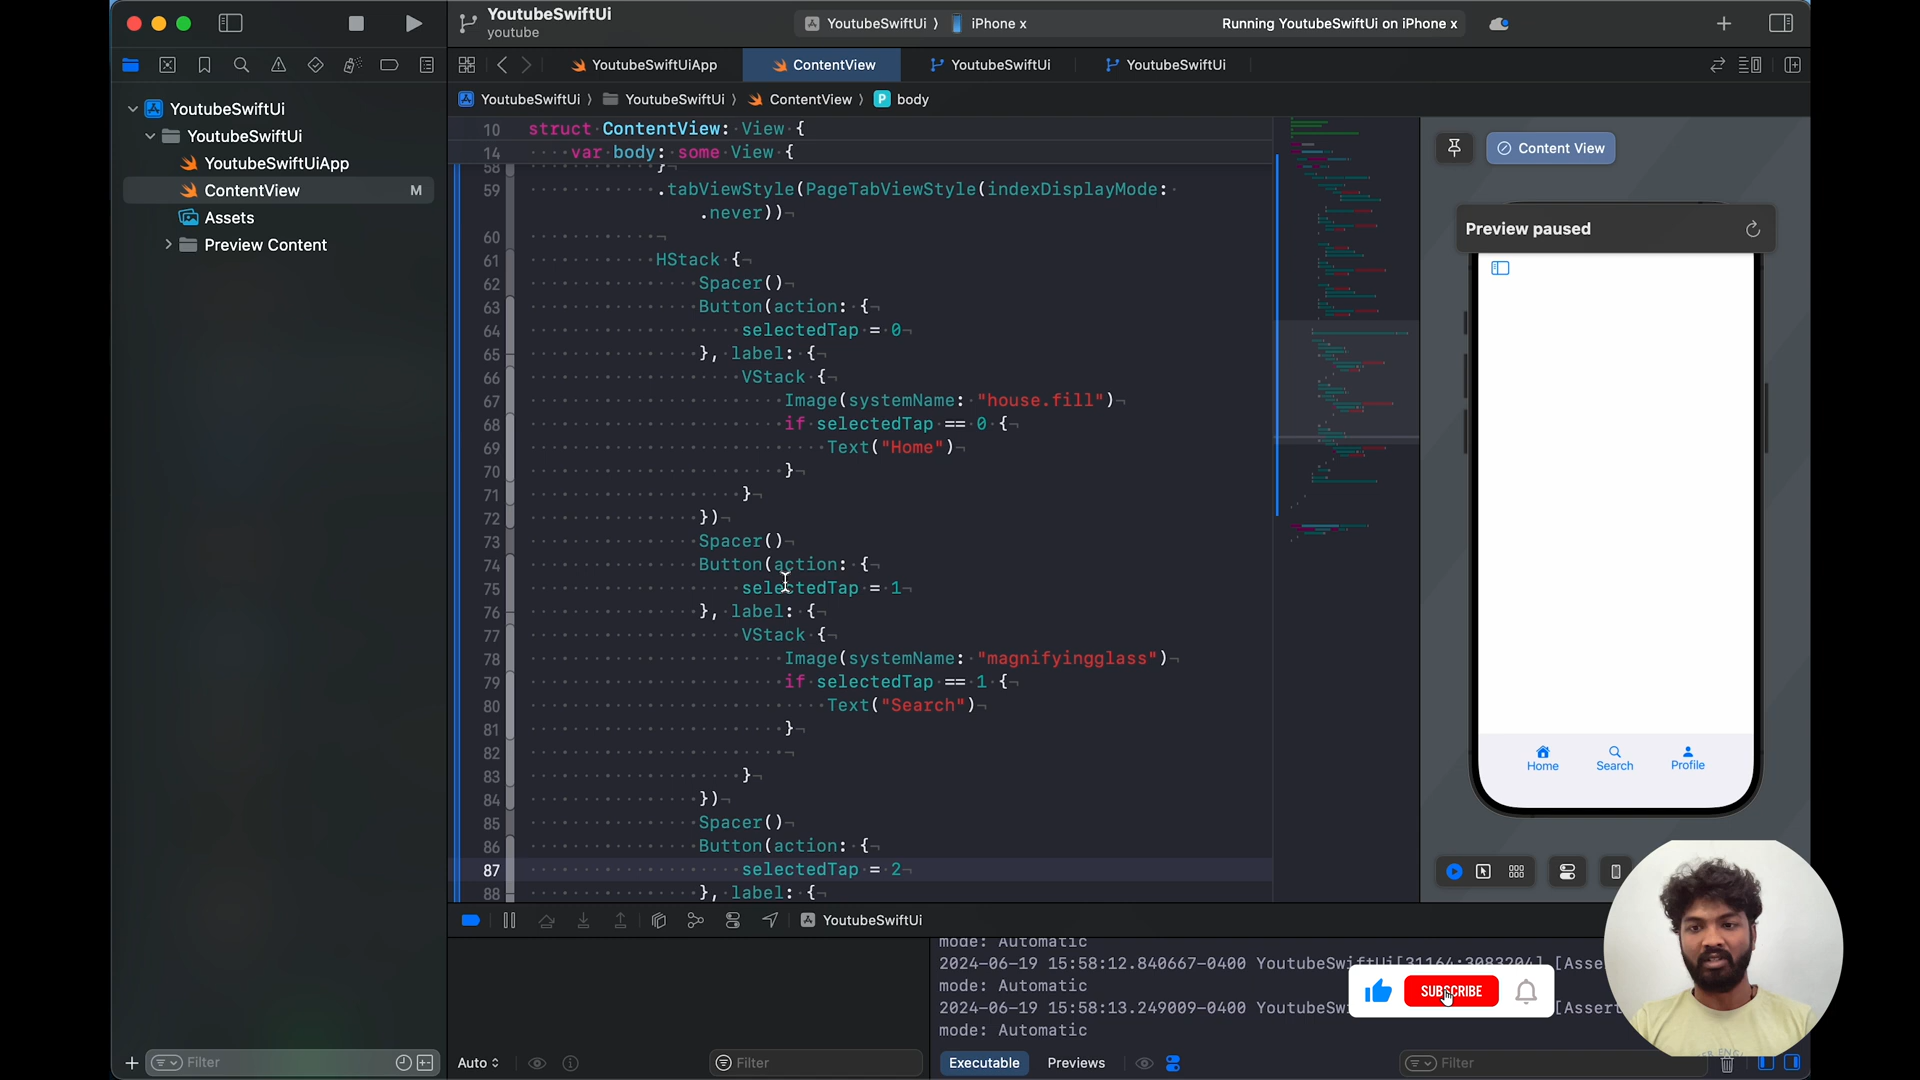 YoutubeSwiftUi
youtube
YoutubeSwiftUi
iPhone x
Running YoutubeSwiftUi on iPhone x
YoutubeSwiftUiApp
ContentView
YoutubeSwiftUi
YoutubeSwiftUi
YoutubeSwiftUi
YoutubeSwiftUi
ContentView
P
body
YoutubeSwiftUi
YoutubeSwiftUi
YoutubeSwiftUiApp
ContentView M
Assets
Preview Content
10 struct ContentView: View {
14 var body: some View {
58 }
59 .tabViewStyle(PageTabViewStyle(indexDisplayMode:
.never))
60
61 HStack {
62 Spacer()
63 Button(action: {
64 selectedTap = 0
65 }, label: {
66 VStack {
67 Image(systemName: "house.fill")
68 if selectedTap == 0 {
69 Text("Home")
70 }
71 }
72 })
73 Spacer()
74 Button(action: {
75 selectedTap = 1
76 }, label: {
77 VStack {
78 Image(systemName: "magnifyingglass")
79 if selectedTap == 1 {
80 Text("Search")
81 }
82
83 }
84 })
85 Spacer()
86 Button(action: {
87 selectedTap = 2
88 }, label: {
Content View
Preview paused
Home
Search
Profile
YoutubeSwiftUi
mode: Automatic
2024-06-19 15:58:12.840667-0400 YoutubeSwiftUi[31164:3083204] [Asse
mode: Automatic
2024-06-19 15:58:13.249009-0400 YoutubeSw [Assert
mode: Automatic
SUBSCRIBE
Filter
Auto
Filter
Executable
Previews
Filter